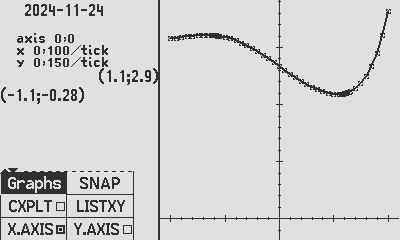 2024-11-24
axis 0;0
x 0;100/tick
y 0;150/tick
(1.1;2.9)
(-1.1;-0.28)
Graphs SNAP
CXPLT LISTXY
X.AXIS Y.AXIS